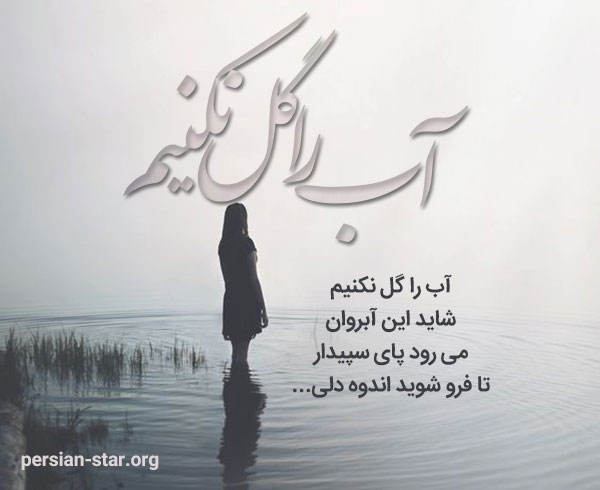 آب را گل نکنیم
آب را گل نکنیم
شاید این آبروان
می رود پای سپیدار
تا فرو شوید اندوه دلی...
persian-star.org